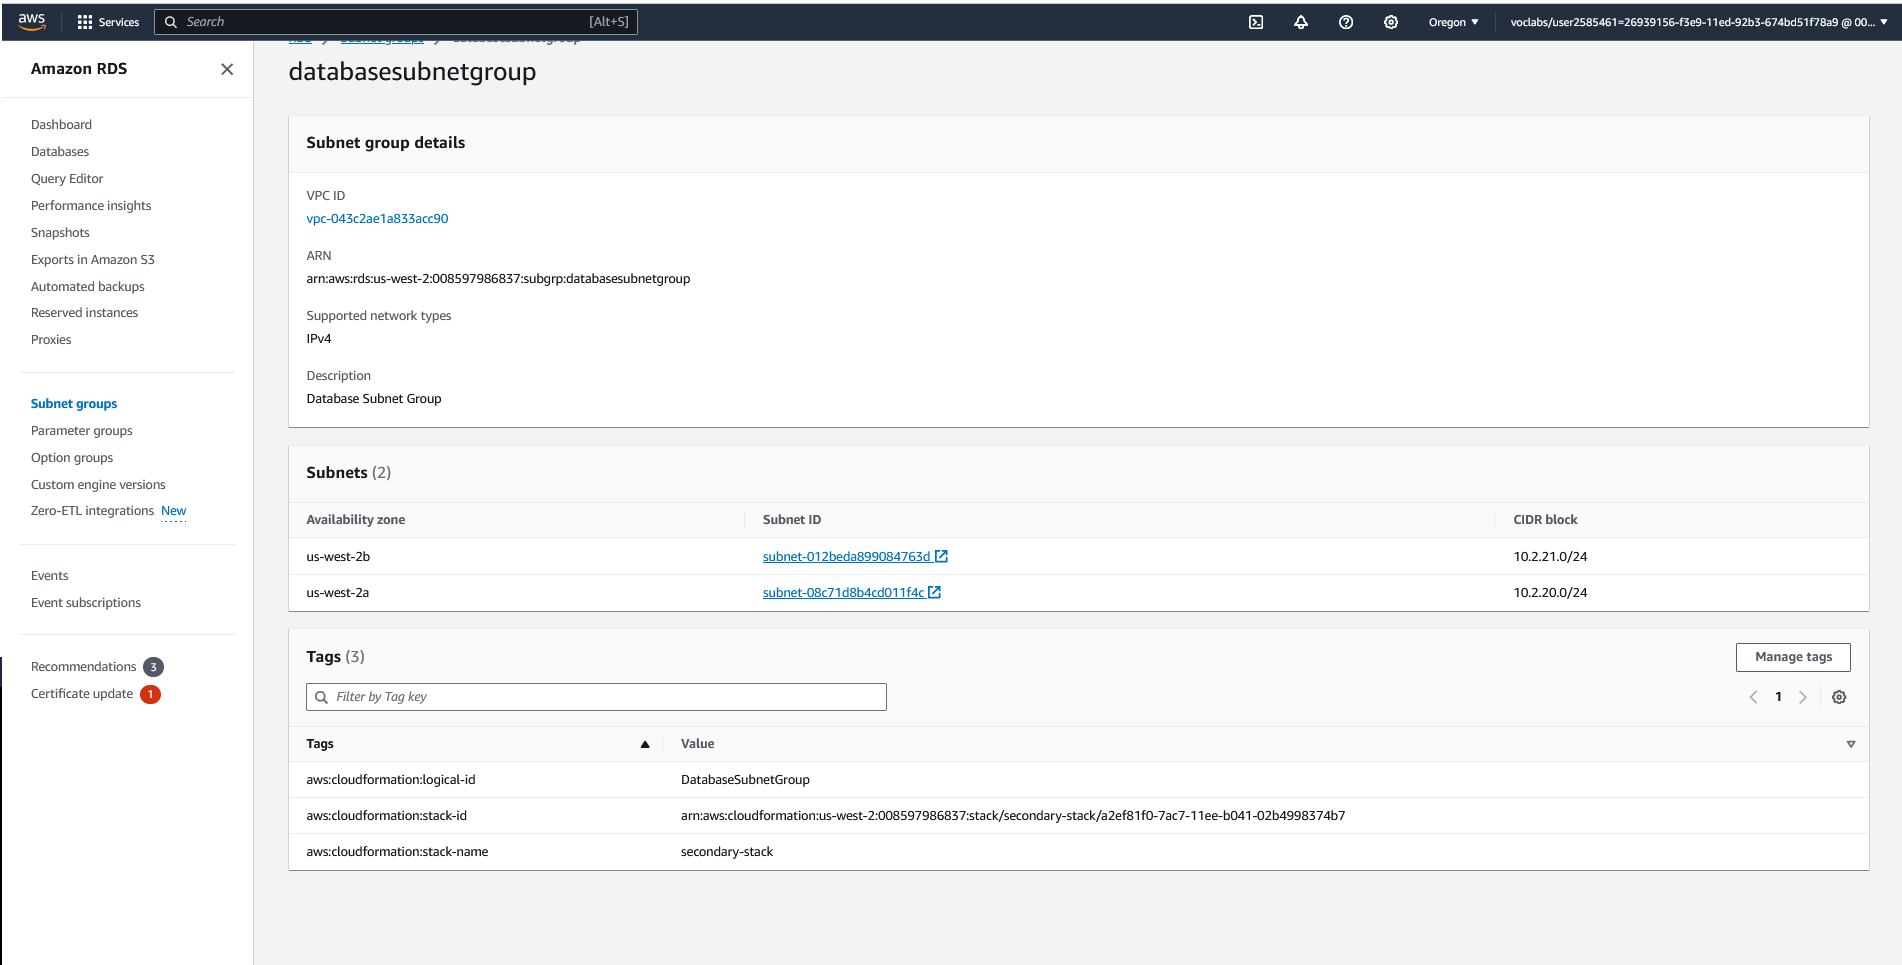 aws
Services
Search
[Alt+S]
Oregon
voclabs/user2585461=26939156-f3e9-11ed-92b3-674bd51f78a9 @ 00...
Amazon RDS
Dashboard
Databases
Query Editor
Performance insights
Snapshots
Exports in Amazon S3
Automated backups
Reserved instances
Proxies
Subnet groups
Parameter groups
Option groups
Custom engine versions
Zero-ETL integrations New
Events
Event subscriptions
Recommendations 3
Certificate update 1
RDS Subnet groups databasesubnetgroup
databasesubnetgroup
Subnet group details
VPC ID
vpc-043c2ae1a833acc90
ARN
arn:aws:rds:us-west-2:008597986837:subgrp:databasesubnetgroup
Supported network types
IPv4
Description
Database Subnet Group
Subnets (2)
Availability zone Subnet ID CIDR block
us-west-2b subnet-012beda899084763d 10.2.21.0/24
us-west-2a subnet-08c71d8b4cd011f4c 10.2.20.0/24
Tags (3)
Manage tags
Filter by Tag key
1
Tags Value
aws:cloudformation:logical-id DatabaseSubnetGroup
aws:cloudformation:stack-id arn:aws:cloudformation:us-west-2:008597986837:stack/secondary-stack/a2ef81f0-7ac7-11ee-b041-02b4998374b7
aws:cloudformation:stack-name secondary-stack